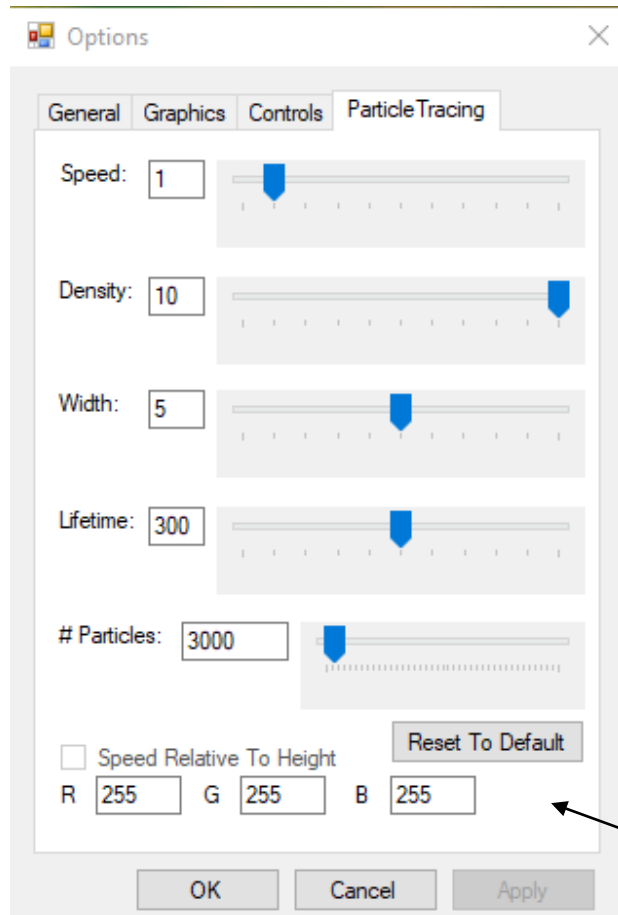 Options
General Graphics Controls ParticleTracing
Speed: 1
Density: 10
Width: 5
Lifetime: 300
# Particles: 3000
Reset To Default
Speed Relative To Height
R 255 G 255 B 255
OK Cancel Apply